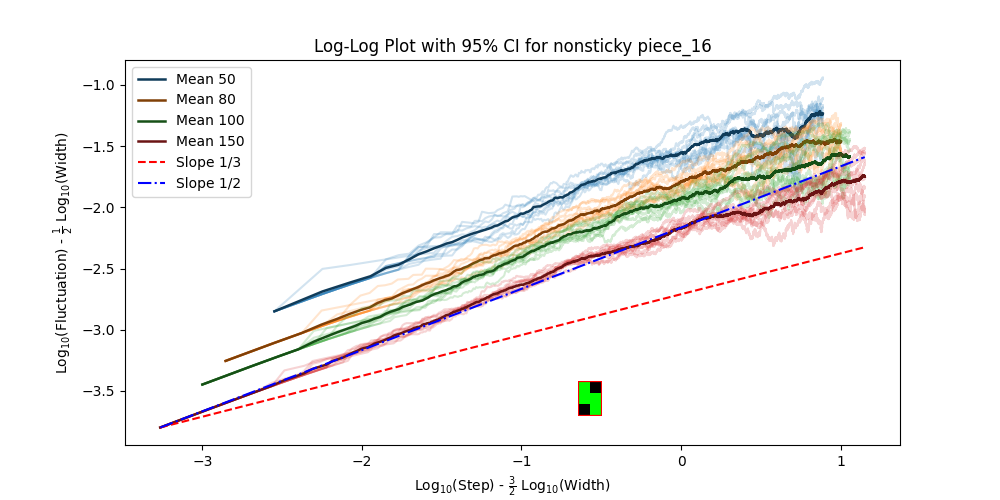 Log-Log Plot with 95% CI for nonsticky piece_16
Mean 50
Mean 80
Mean 100
Mean 150
Slope 1/3
Slope 1/2
Log₁₀(Fluctuation) - 1/2 Log₁₀(Width)
−1.0
−1.5
−2.0
−2.5
−3.0
−3.5
−3 −2 −1 0 1
Log₁₀(Step) - 3/2 Log₁₀(Width)